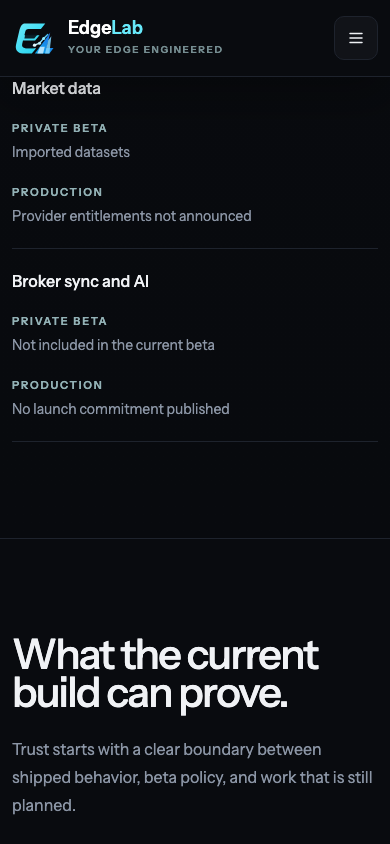 EdgeLab
YOUR EDGE ENGINEERED
Market data
PRIVATE BETA
Imported datasets
PRODUCTION
Provider entitlements not announced
Broker sync and AI
PRIVATE BETA
Not included in the current beta
PRODUCTION
No launch commitment published
What the current
build can prove.
Trust starts with a clear boundary between
shipped behavior, beta policy, and work that is still
planned.